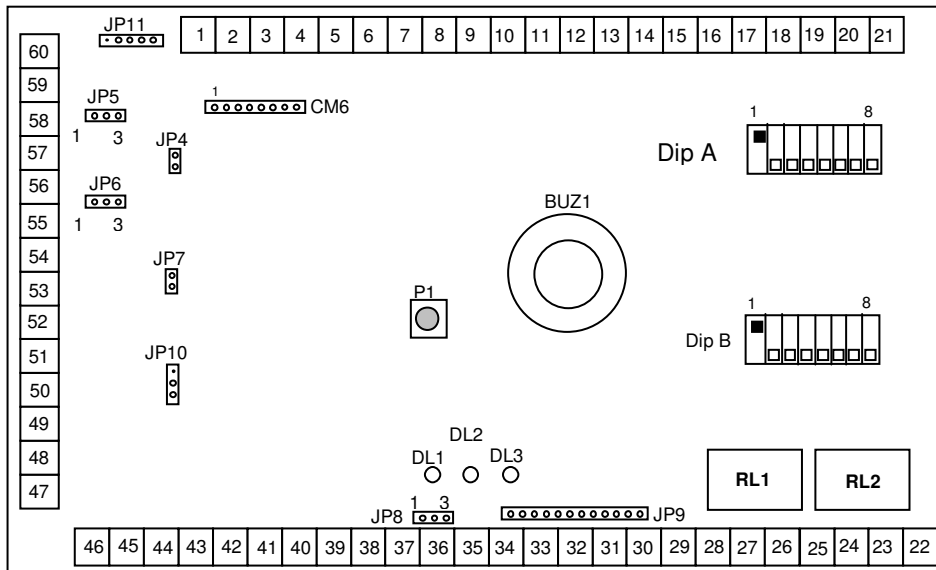 JP11
1 2 3 4 5 6 7 8 9 10 11 12 13 14 15 16 17 18 19 20 21
60
59
58
57
56
55
54
53
52
51
50
49
48
47
JP5
1 3
1
CM6
JP4
JP6
1 3
JP7
JP10
BUZ1
P1
Dip A
1 8
Dip B
1 8
DL1
DL2
DL3
RL1
RL2
JP8
1 3
JP9
46 45 44 43 42 41 40 39 38 37 36 35 34 33 32 31 30 29 28 27 26 25 24 23 22